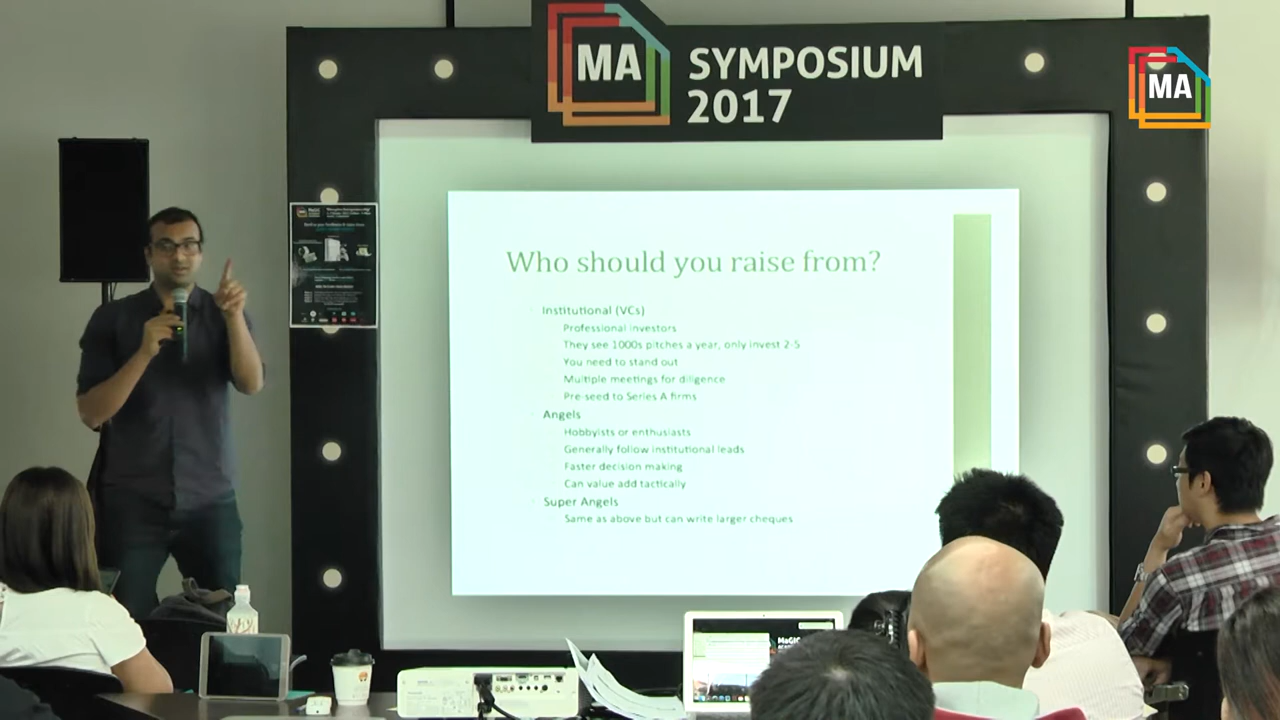 MA
SYMPOSIUM
2017
MA
MA
Who should you raise from?
Institutional (VCs)
Professional investors
They see 1000s pitches a year, only invest 2-5
You need to stand out
Multiple meetings for diligence
Pre-seed to Series A firms
Angels
Hobbyists or enthusiasts
Generally follow institutional leads
Faster decision making
Can value add tactically
Super Angels
Same as above but can write larger cheques
MaGIC